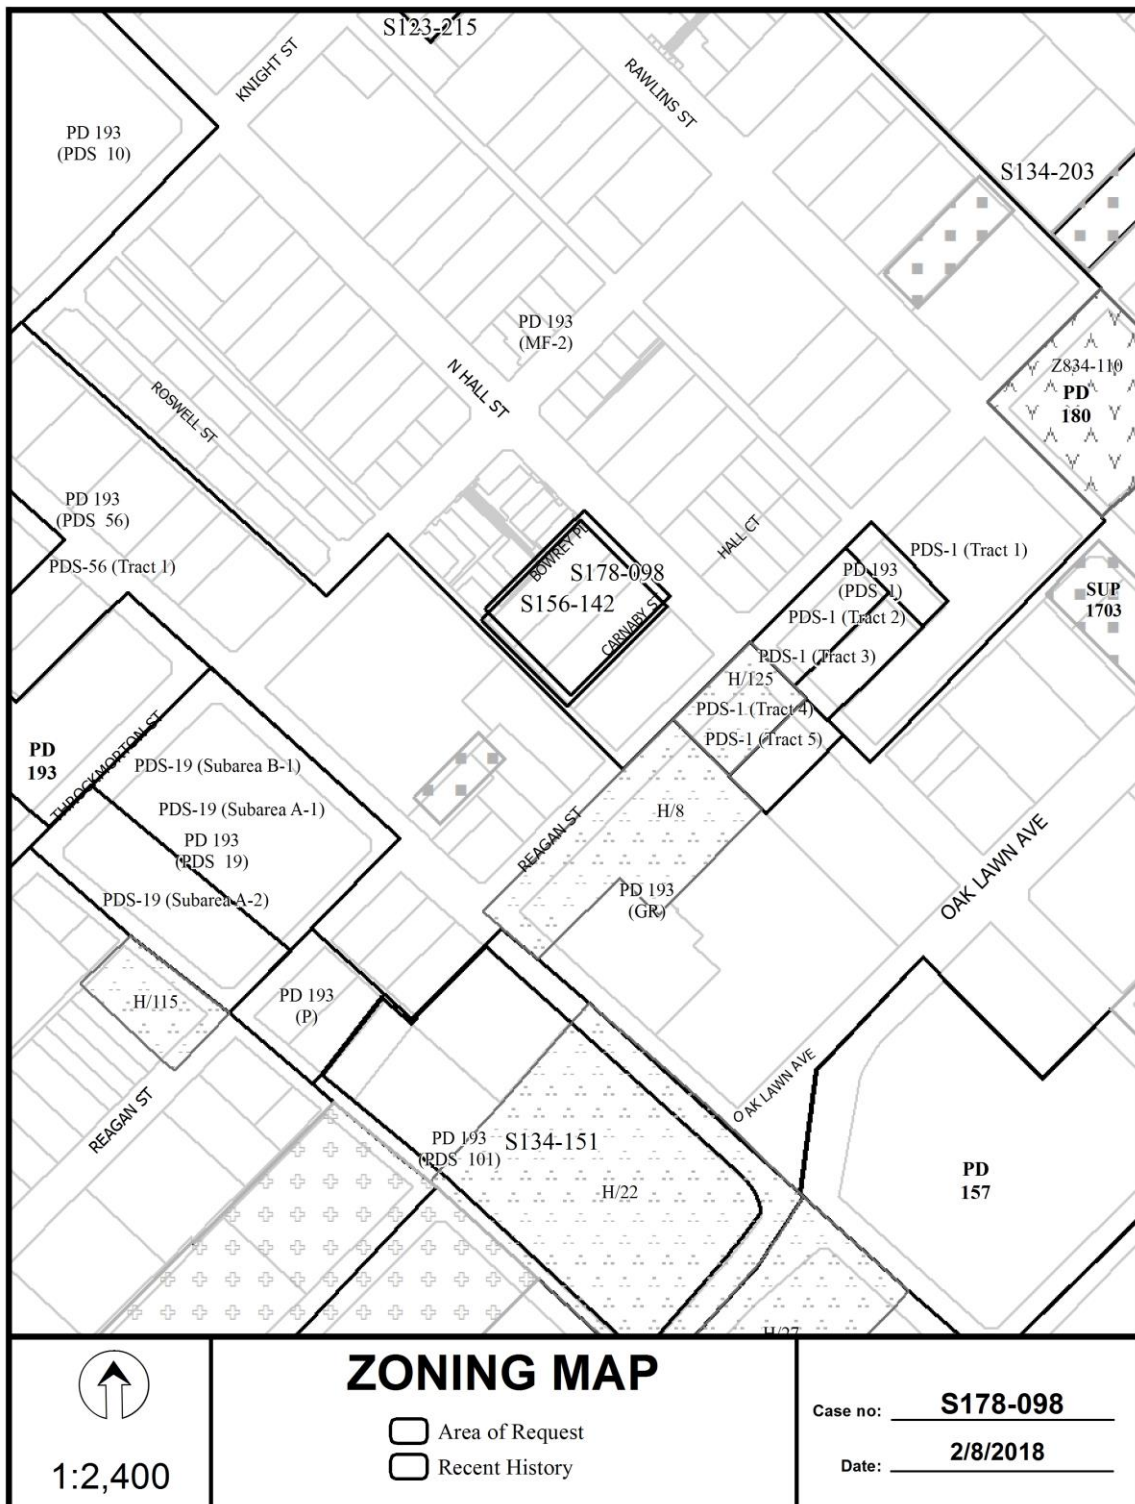 S123-215
KNIGHT ST
RAWLINS ST
PD 193
(PDS 10)
S134-203
PD 193
(MF-2)
N HALL ST
Z834-110
PD
180
ROSWELL ST
PD 193
(PDS 56)
PDS-56 (Tract 1)
BOWREY PL
S178-098
S156-142
CARNABY ST
HALL CT
PDS-1 (Tract 1)
PD 193
(PDS 1)
PDS-1 (Tract 2)
PDS-1 (Tract 3)
H/125
PDS-1 (Tract 4)
PDS-1 (Tract 5)
SUP
1703
PD
193
THROCKMORTON ST
PDS-19 (Subarea B-1)
PDS-19 (Subarea A-1)
PD 193
(PDS 19)
PDS-19 (Subarea A-2)
REAGAN ST
H/8
PD 193
(GR)
OAK LAWN AVE
H/115
PD 193
(P)
REAGAN ST
OAK LAWN AVE
PD 193
(PDS 101)
S134-151
H/22
PD
157
H/27
1:2,400
ZONING MAP
Area of Request
Recent History
Case no: S178-098
Date: 2/8/2018